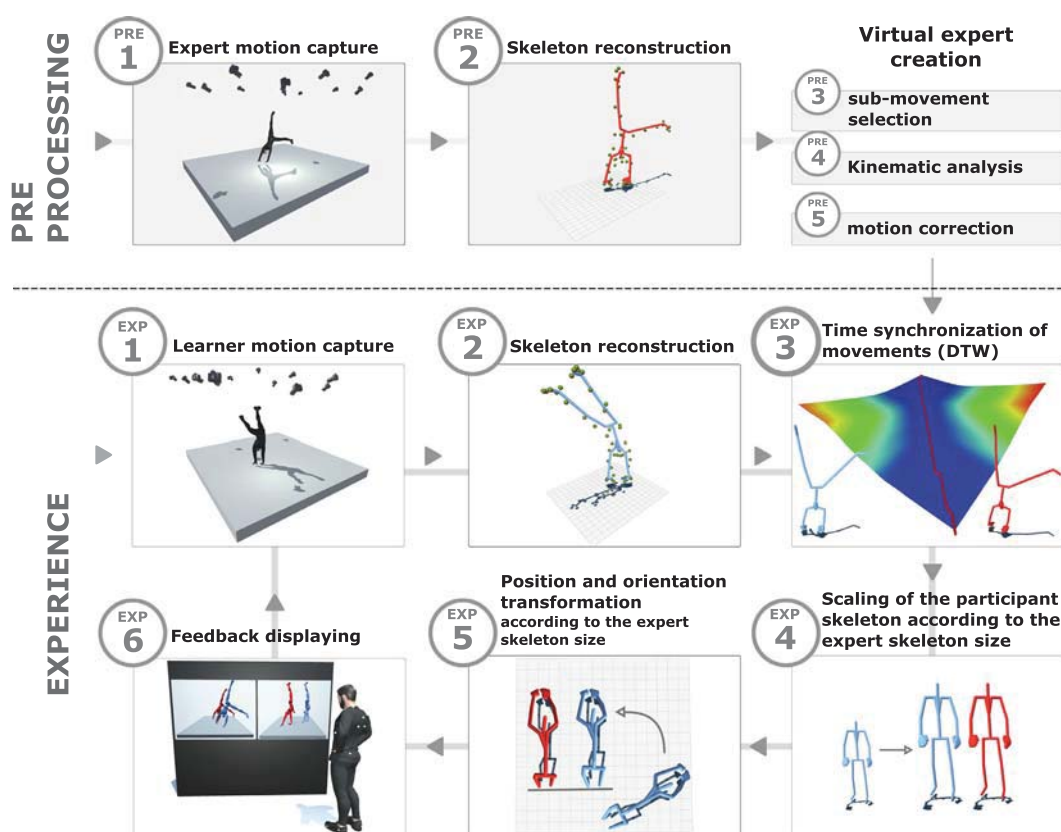 PRE
PROCESSING
PRE
1
Expert motion capture
PRE
2
Skeleton reconstruction
Virtual expert
creation
PRE
3
sub-movement
selection
PRE
4
Kinematic analysis
PRE
5
motion correction
EXPERIENCE
EXP
1
Learner motion capture
EXP
2
Skeleton reconstruction
EXP
3
Time synchronization of
movements (DTW)
EXP
6
Feedback displaying
EXP
5
Position and orientation
transformation
according to the expert
skeleton size
EXP
4
Scaling of the participant
skeleton according to the
expert skeleton size